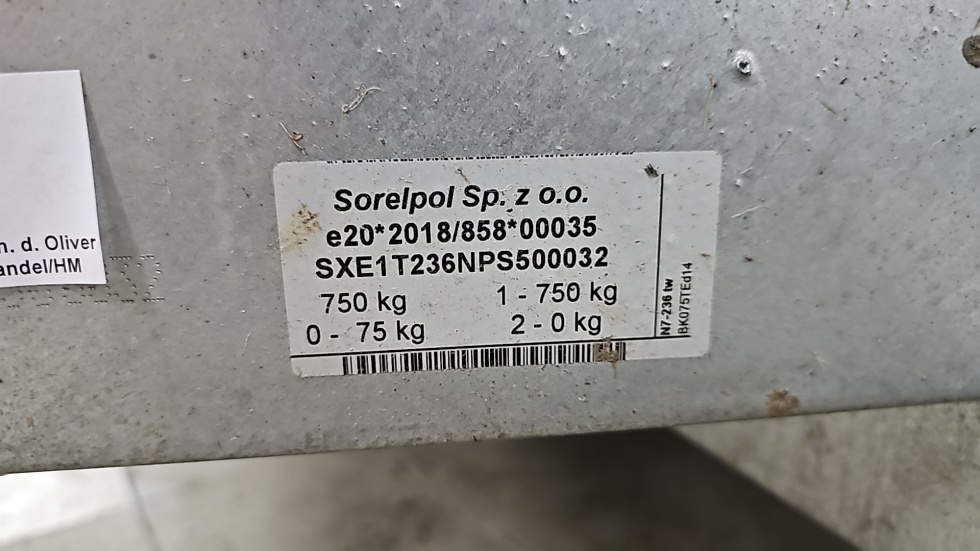 n. d. Oliver
andel/HM
Sorelpol Sp. z o.o.
e20*2018/858*00035
SXE1T236NPS500032
750 kg 1 - 750 kg
0 - 75 kg 2 - 0 kg
N7-236 tw
BK075TEd14